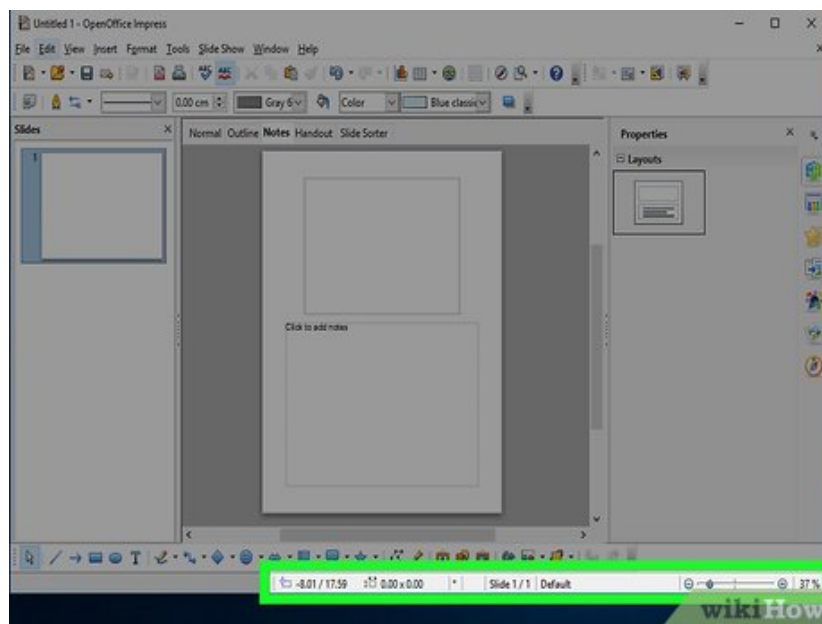 Untitled 1 - OpenOffice Impress
File Edit View Insert Format Tools Slide Show Window Help
0.00 cm Gray 6 Color Blue classic
Slides
Normal Outline Notes Handout Slide Sorter
Properties
Layouts
1
Click to add notes
-8.01 / 17.59 0.00 x 0.00 * Slide 1 / 1 Default 37 %
wikiHow